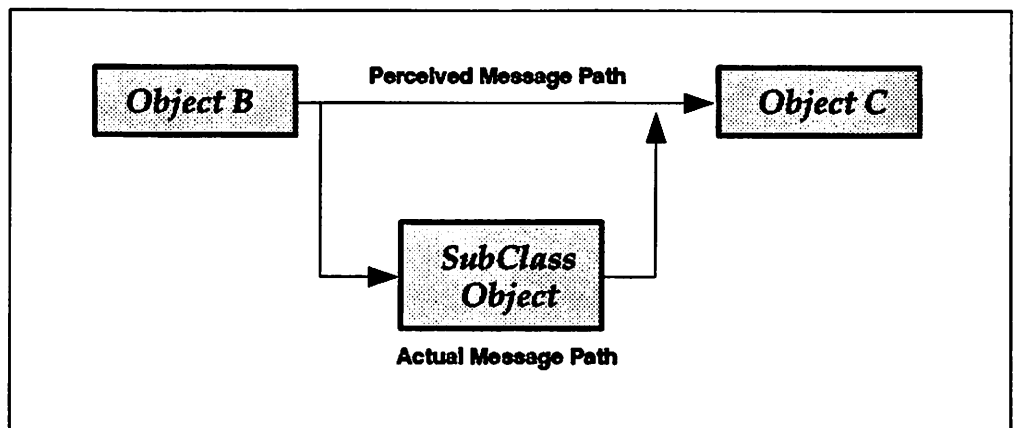 Perceived Message Path
Object B
Object C
SubClass
Object
Actual Message Path